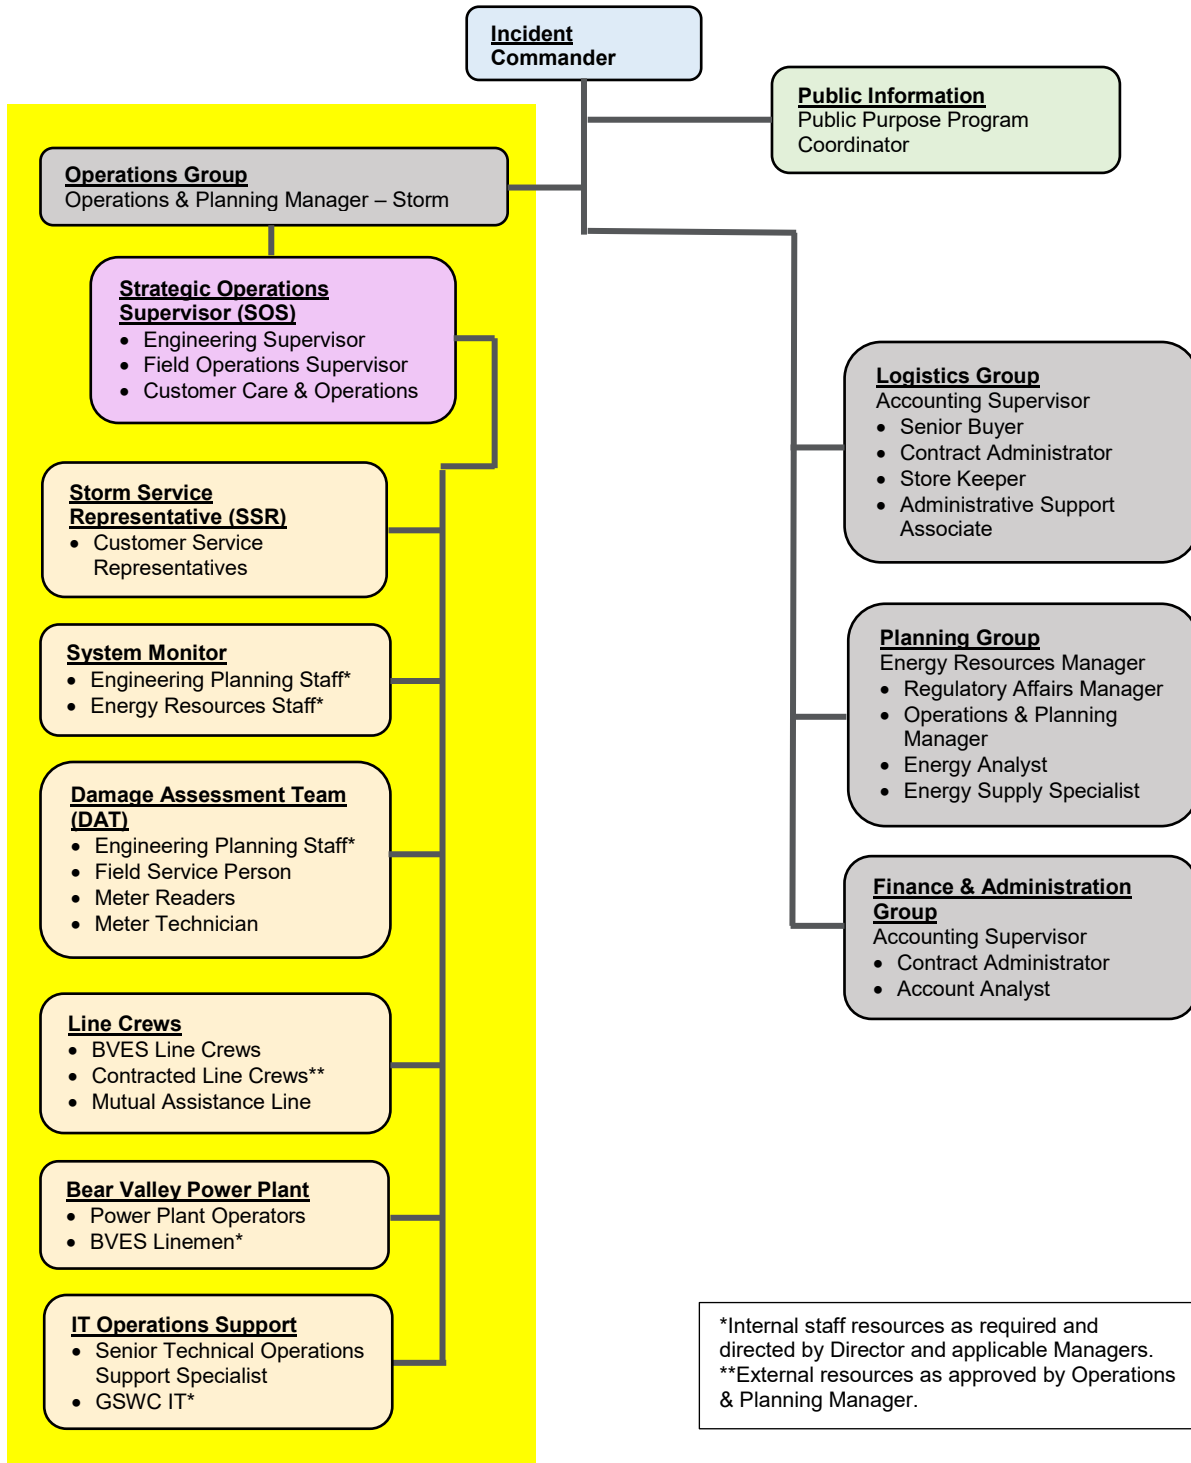 Incident
Commander
Public Information
Public Purpose Program
Coordinator
Operations Group
Operations & Planning Manager – Storm
Strategic Operations
Supervisor (SOS)
• Engineering Supervisor
• Field Operations Supervisor
• Customer Care & Operations
Storm Service
Representative (SSR)
• Customer Service
Representatives
System Monitor
• Engineering Planning Staff*
• Energy Resources Staff*
Damage Assessment Team
(DAT)
• Engineering Planning Staff*
• Field Service Person
• Meter Readers
• Meter Technician
Line Crews
• BVES Line Crews
• Contracted Line Crews**
• Mutual Assistance Line
Bear Valley Power Plant
• Power Plant Operators
• BVES Linemen*
IT Operations Support
• Senior Technical Operations
Support Specialist
• GSWC IT*
Logistics Group
Accounting Supervisor
• Senior Buyer
• Contract Administrator
• Store Keeper
• Administrative Support
Associate
Planning Group
Energy Resources Manager
• Regulatory Affairs Manager
• Operations & Planning
Manager
• Energy Analyst
• Energy Supply Specialist
Finance & Administration
Group
Accounting Supervisor
• Contract Administrator
• Account Analyst
*Internal staff resources as required and
directed by Director and applicable Managers.
**External resources as approved by Operations
& Planning Manager.